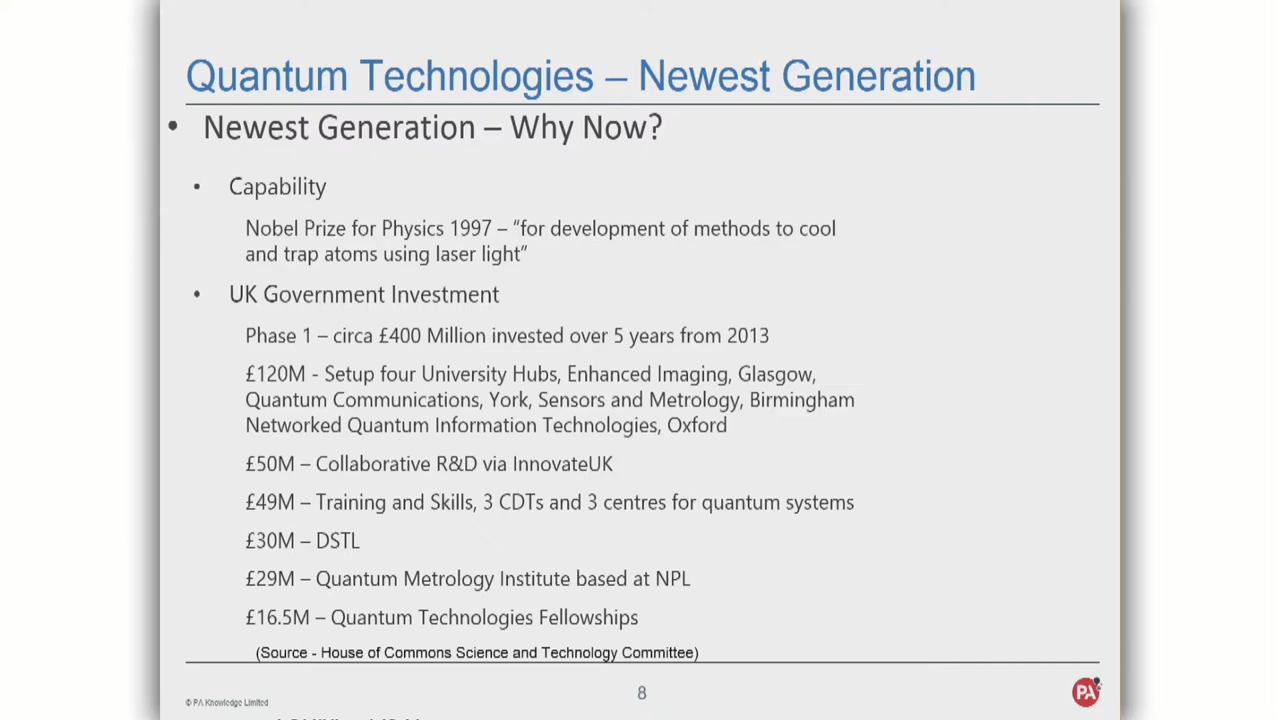 Quantum Technologies – Newest Generation
• Newest Generation – Why Now?
• Capability
Nobel Prize for Physics 1997 – “for development of methods to cool
and trap atoms using laser light”
• UK Government Investment
Phase 1 – circa £400 Million invested over 5 years from 2013
£120M - Setup four University Hubs, Enhanced Imaging, Glasgow,
Quantum Communications, York, Sensors and Metrology, Birmingham
Networked Quantum Information Technologies, Oxford
£50M – Collaborative R&D via InnovateUK
£49M – Training and Skills, 3 CDTs and 3 centres for quantum systems
£30M – DSTL
£29M – Quantum Metrology Institute based at NPL
£16.5M – Quantum Technologies Fellowships
(Source - House of Commons Science and Technology Committee)
© PA Knowledge Limited
8
PA